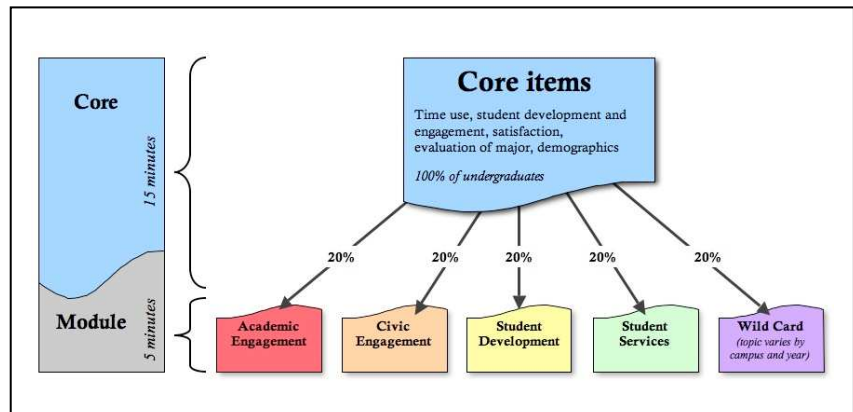 Core
15 minutes
Module
5 minutes
Core items
Time use, student development and
engagement, satisfaction,
evaluation of major, demographics
100% of undergraduates
20%
20%
20%
20%
20%
Academic
Engagement
Civic
Engagement
Student
Development
Student
Services
Wild Card
(topic varies by
campus and year)